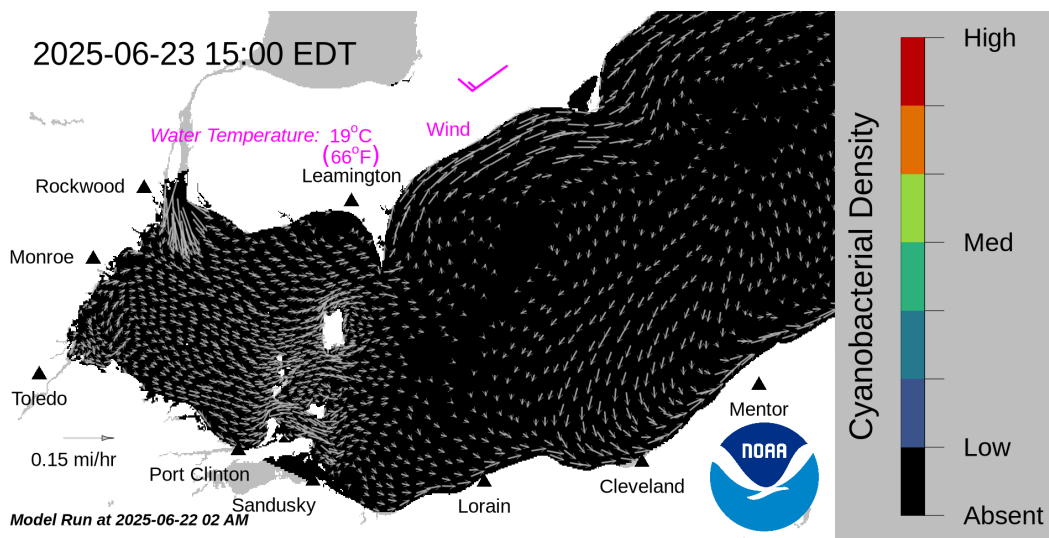 2025-06-23 15:00 EDT
Water Temperature: 19°C
(66°F)
Wind
Leamington
Rockwood
Monroe
Toledo
0.15 mi/hr
Port Clinton
Sandusky
Lorain
Cleveland
Mentor
NOAA
Model Run at 2025-06-22 02 AM
Cyanobacterial Density
High
Med
Low
Absent